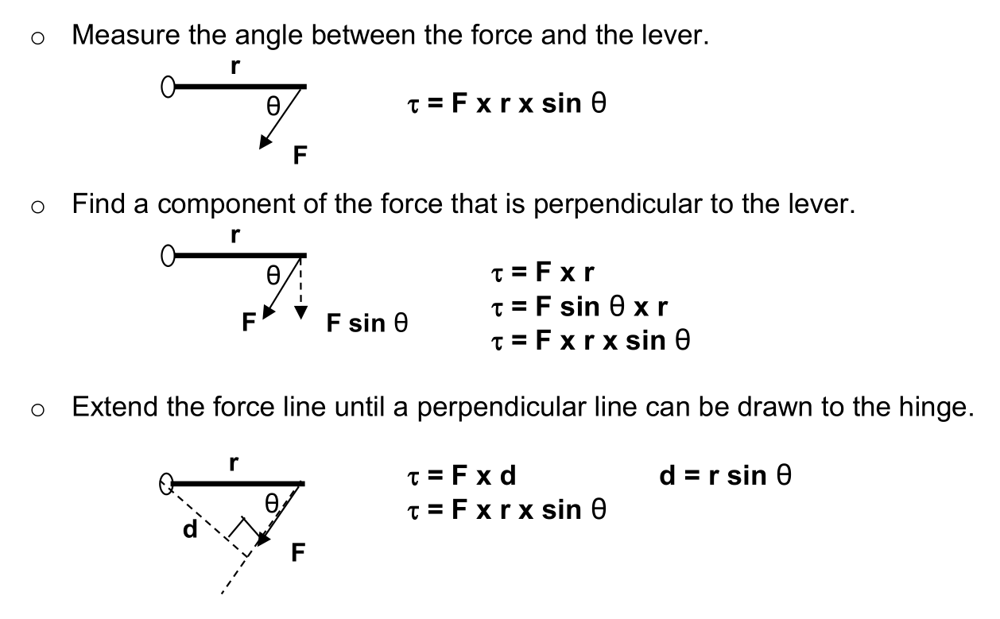 ○ Measure the angle between the force and the lever.
r
θ
τ = F x r x sin θ
F
○ Find a component of the force that is perpendicular to the lever.
r
θ
τ = F x r
τ = F sin θ x r
F
F sin θ
τ = F x r x sin θ
○ Extend the force line until a perpendicular line can be drawn to the hinge.
r
τ = F x d
d = r sin θ
θ
τ = F x r x sin θ
d
F